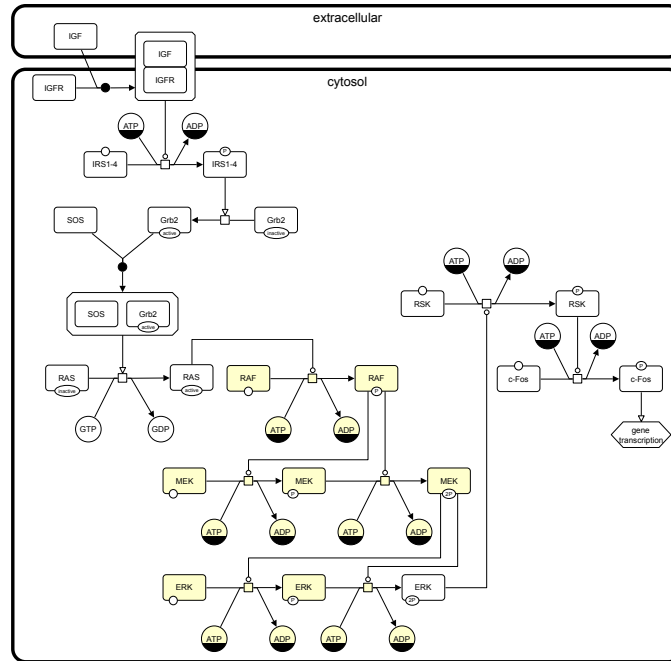 extracellular
IGF
IGF
IGFR
cytosol
IGFR
ATP
ADP
P
IRS1-4
IRS1-4
SOS
Grb2
active
Grb2
inactive
ATP
ADP
P
RSK
RSK
SOS
Grb2
active
ATP
ADP
P
c-Fos
c-Fos
RAS
inactive
RAS
active
RAF
RAF
P
GTP
GDP
ATP
ADP
gene
transcription
MEK
MEK
P
MEK
2P
ATP
ADP
ATP
ADP
ERK
ERK
P
ERK
2P
ATP
ADP
ATP
ADP